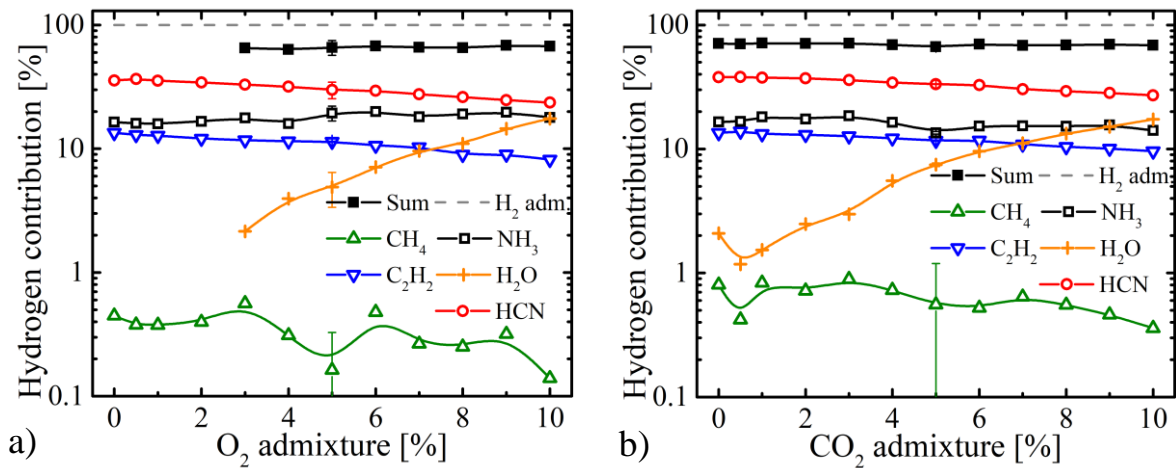 Hydrogen contribution [%]
100
10
1
0.1
Sum
H₂ adm.
CH₄
NH₃
C₂H₂
H₂O
HCN
0
2
4
6
8
10
a)
O₂ admixture [%]
Hydrogen contribution [%]
100
10
1
0.1
Sum
H₂ adm.
CH₄
NH₃
C₂H₂
H₂O
HCN
0
2
4
6
8
10
b)
CO₂ admixture [%]